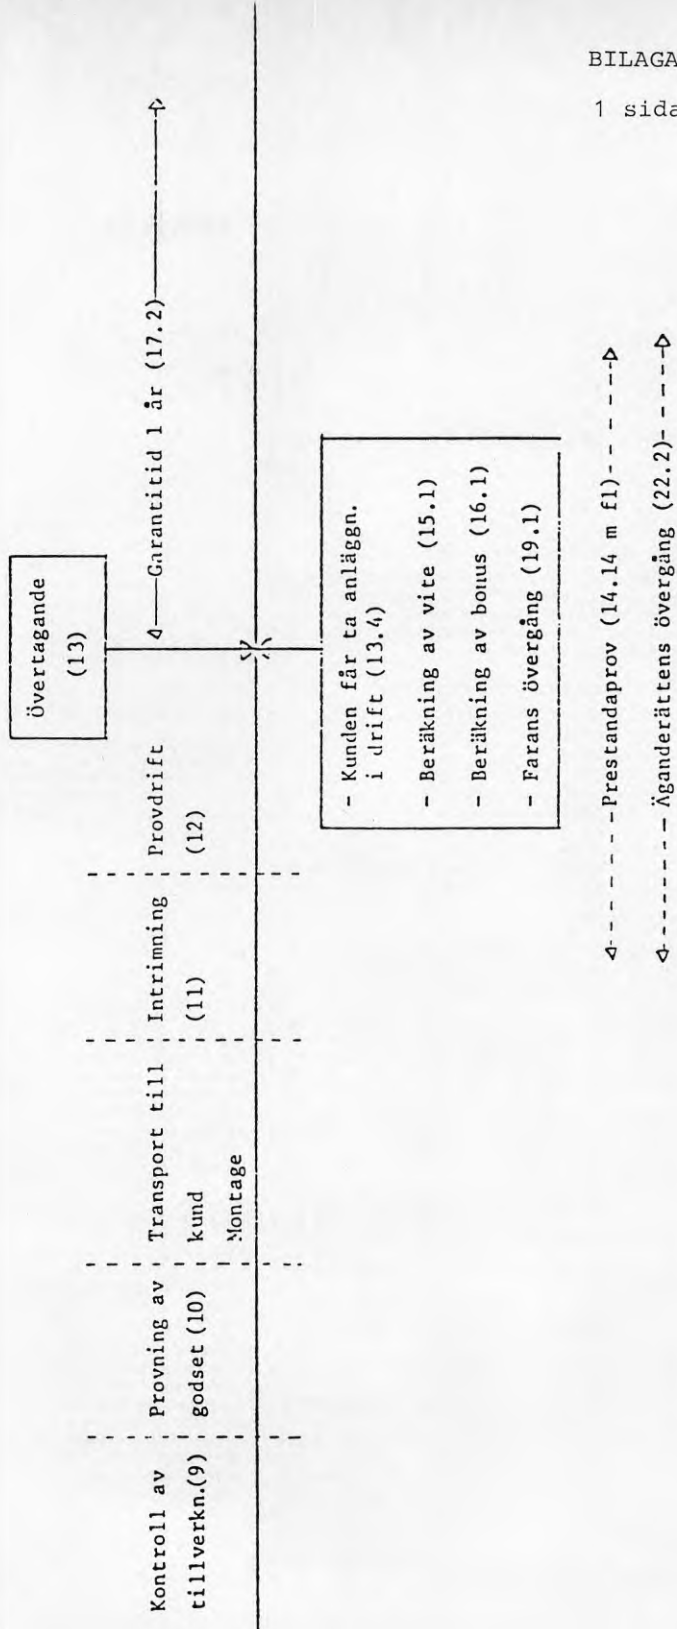 BILAGA
1 sida
Övertagande
(13)
Garantitid 1 år (17.2)
Kontroll av
tillverkn.(9)
Provning av
godset (10)
Transport till
kund
Montage
Intrimning
(11)
Provdrift
(12)
- Kunden får ta anläggn.
i drift (13.4)
- Beräkning av vite (15.1)
- Beräkning av bonus (16.1)
- Farans övergång (19.1)
Prestandaprov (14.14 m fl)
Äganderättens övergång (22.2)